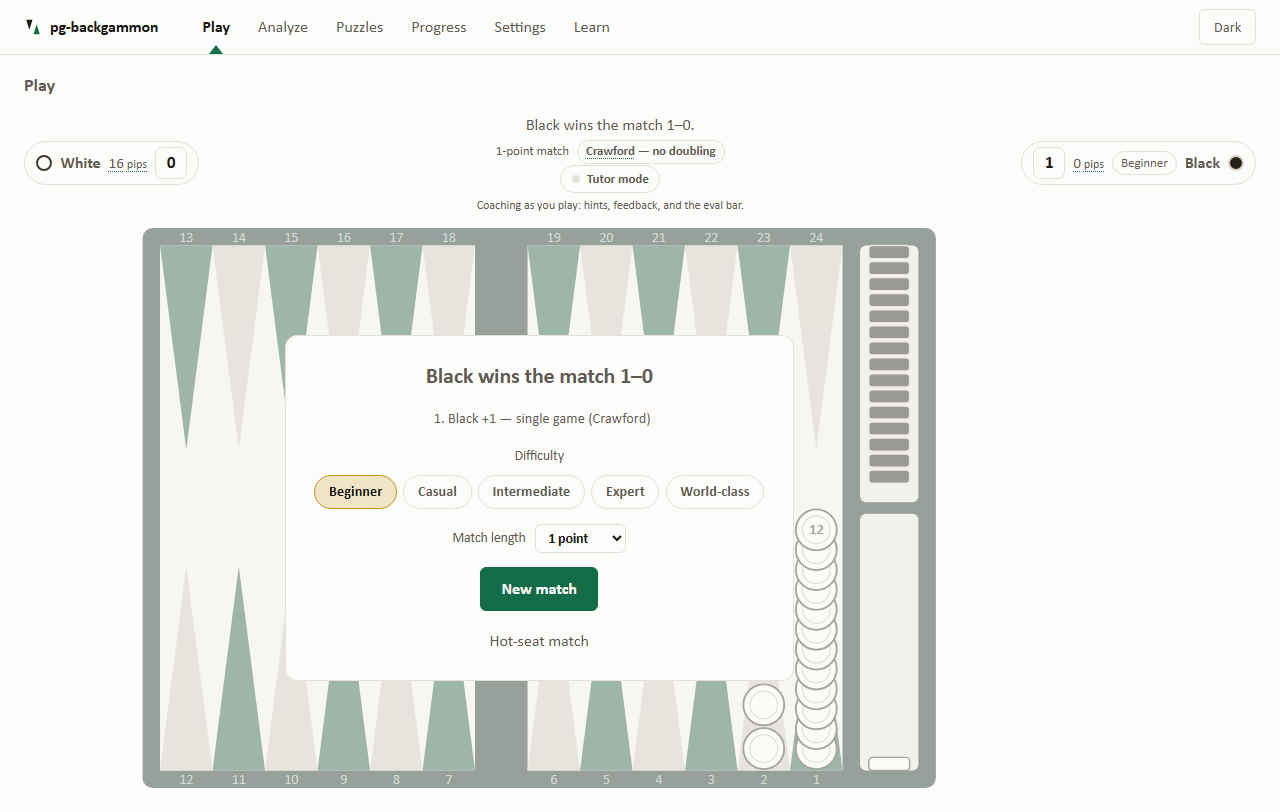 pg-backgammon Play Analyze Puzzles Progress Settings Learn Dark
Play
Black wins the match 1–0.
White 16 pips 0
1-point match Crawford — no doubling
1 0 pips Beginner Black
Tutor mode
Coaching as you play: hints, feedback, and the eval bar.
13 14 15 16 17 18 19 20 21 22 23 24
Black wins the match 1–0
1. Black +1 — single game (Crawford)
Difficulty
Beginner Casual Intermediate Expert World-class
12
Match length 1 point
New match
Hot-seat match
12 11 10 9 8 7 6 5 4 3 2 1